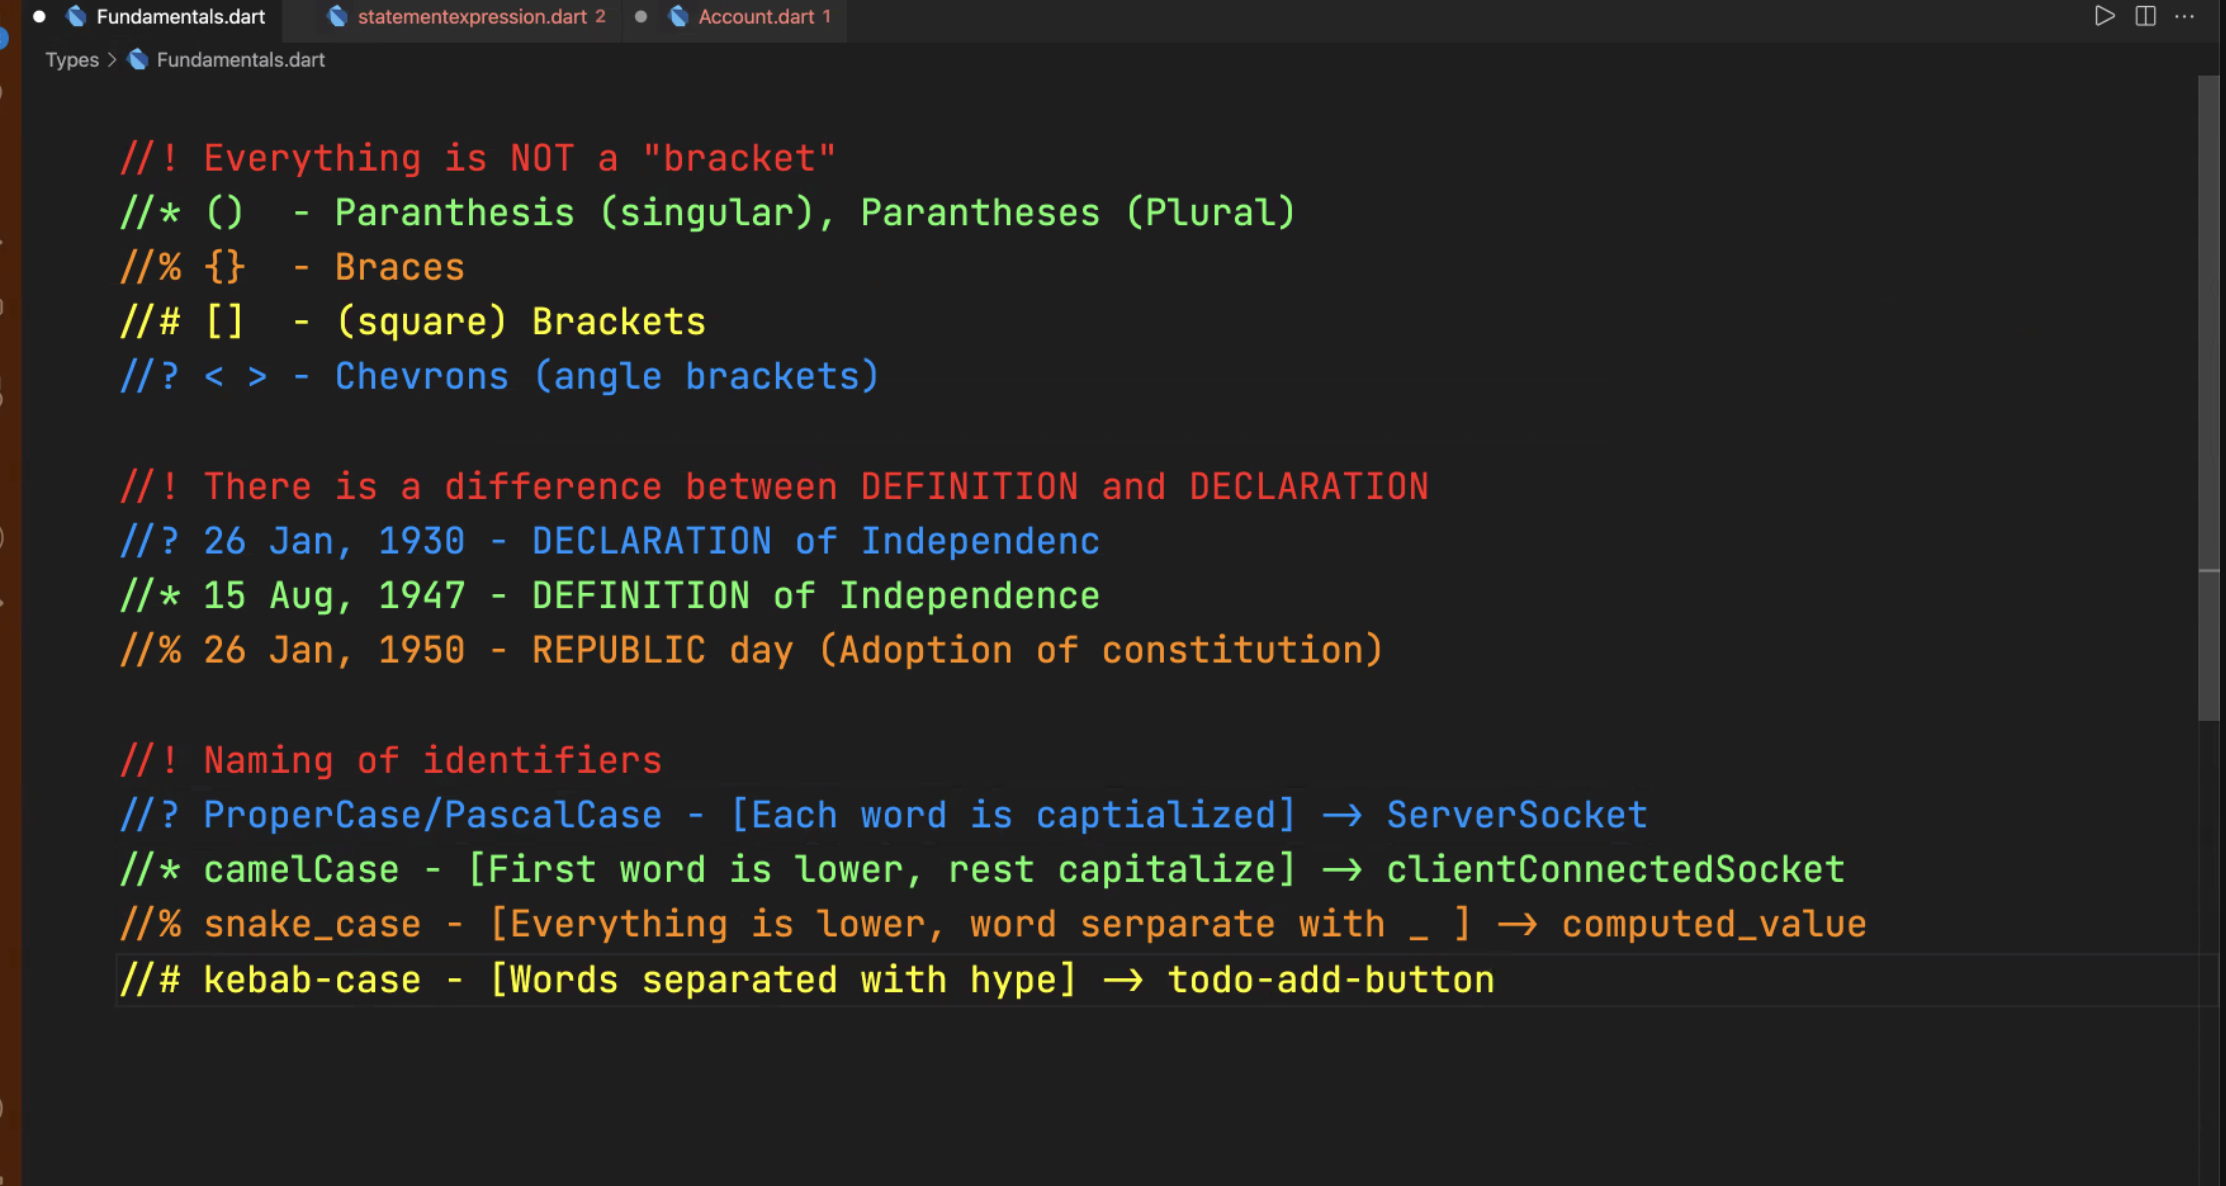 Fundamentals.dart statementexpression.dart 2 Account.dart 1
Types > Fundamentals.dart
//! Everything is NOT a "bracket"
//* () - Paranthesis (singular), Parantheses (Plural)
//% {} - Braces
//# [] - (square) Brackets
//? < > - Chevrons (angle brackets)
//! There is a difference between DEFINITION and DECLARATION
//? 26 Jan, 1930 - DECLARATION of Independenc
//* 15 Aug, 1947 - DEFINITION of Independence
//% 26 Jan, 1950 - REPUBLIC day (Adoption of constitution)
//! Naming of identifiers
//? ProperCase/PascalCase - [Each word is captialized] -> ServerSocket
//* camelCase - [First word is lower, rest capitalize] -> clientConnectedSocket
//% snake_case - [Everything is lower, word serparate with _ ] -> computed_value
//# kebab-case - [Words separated with hype] -> todo-add-button